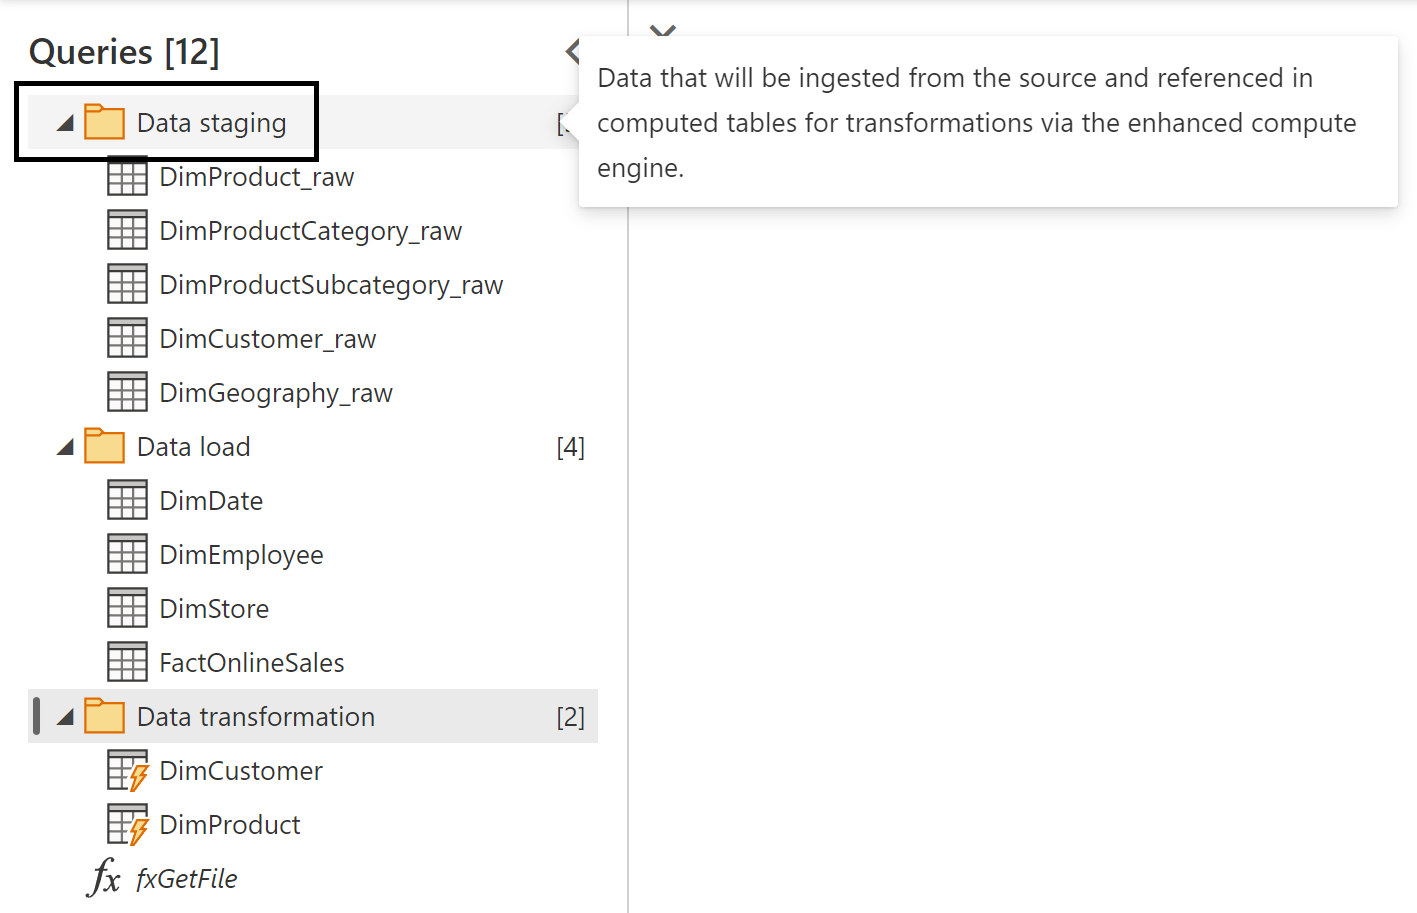 Queries [12]
Data staging
Data that will be ingested from the source and referenced in
computed tables for transformations via the enhanced compute
engine.
DimProduct_raw
DimProductCategory_raw
DimProductSubcategory_raw
DimCustomer_raw
DimGeography_raw
Data load [4]
DimDate
DimEmployee
DimStore
FactOnlineSales
Data transformation [2]
DimCustomer
DimProduct
fx fxGetFile